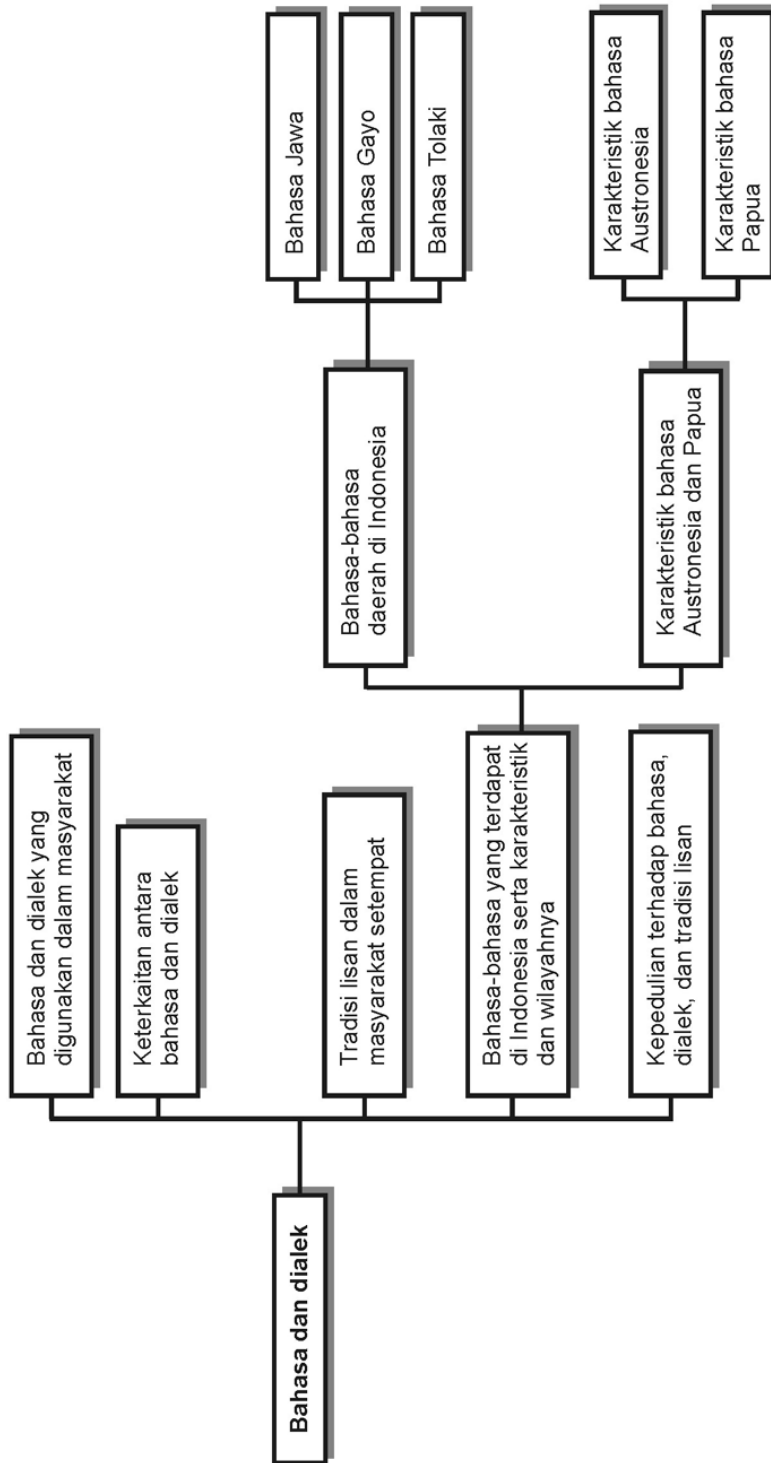 Bahasa dan dialek
Bahasa dan dialek yang
digunakan dalam masyarakat
Keterkaitan antara
bahasa dan dialek
Tradisi lisan dalam
masyarakat setempat
Bahasa-bahasa yang terdapat
di Indonesia serta karakteristik
dan wilayahnya
Kepedulian terhadap bahasa,
dialek, dan tradisi lisan
Bahasa-bahasa
daerah di Indonesia
Karakteristik bahasa
Austronesia dan Papua
Bahasa Jawa
Bahasa Gayo
Bahasa Tolaki
Karakteristik bahasa
Austronesia
Karakteristik bahasa
Papua